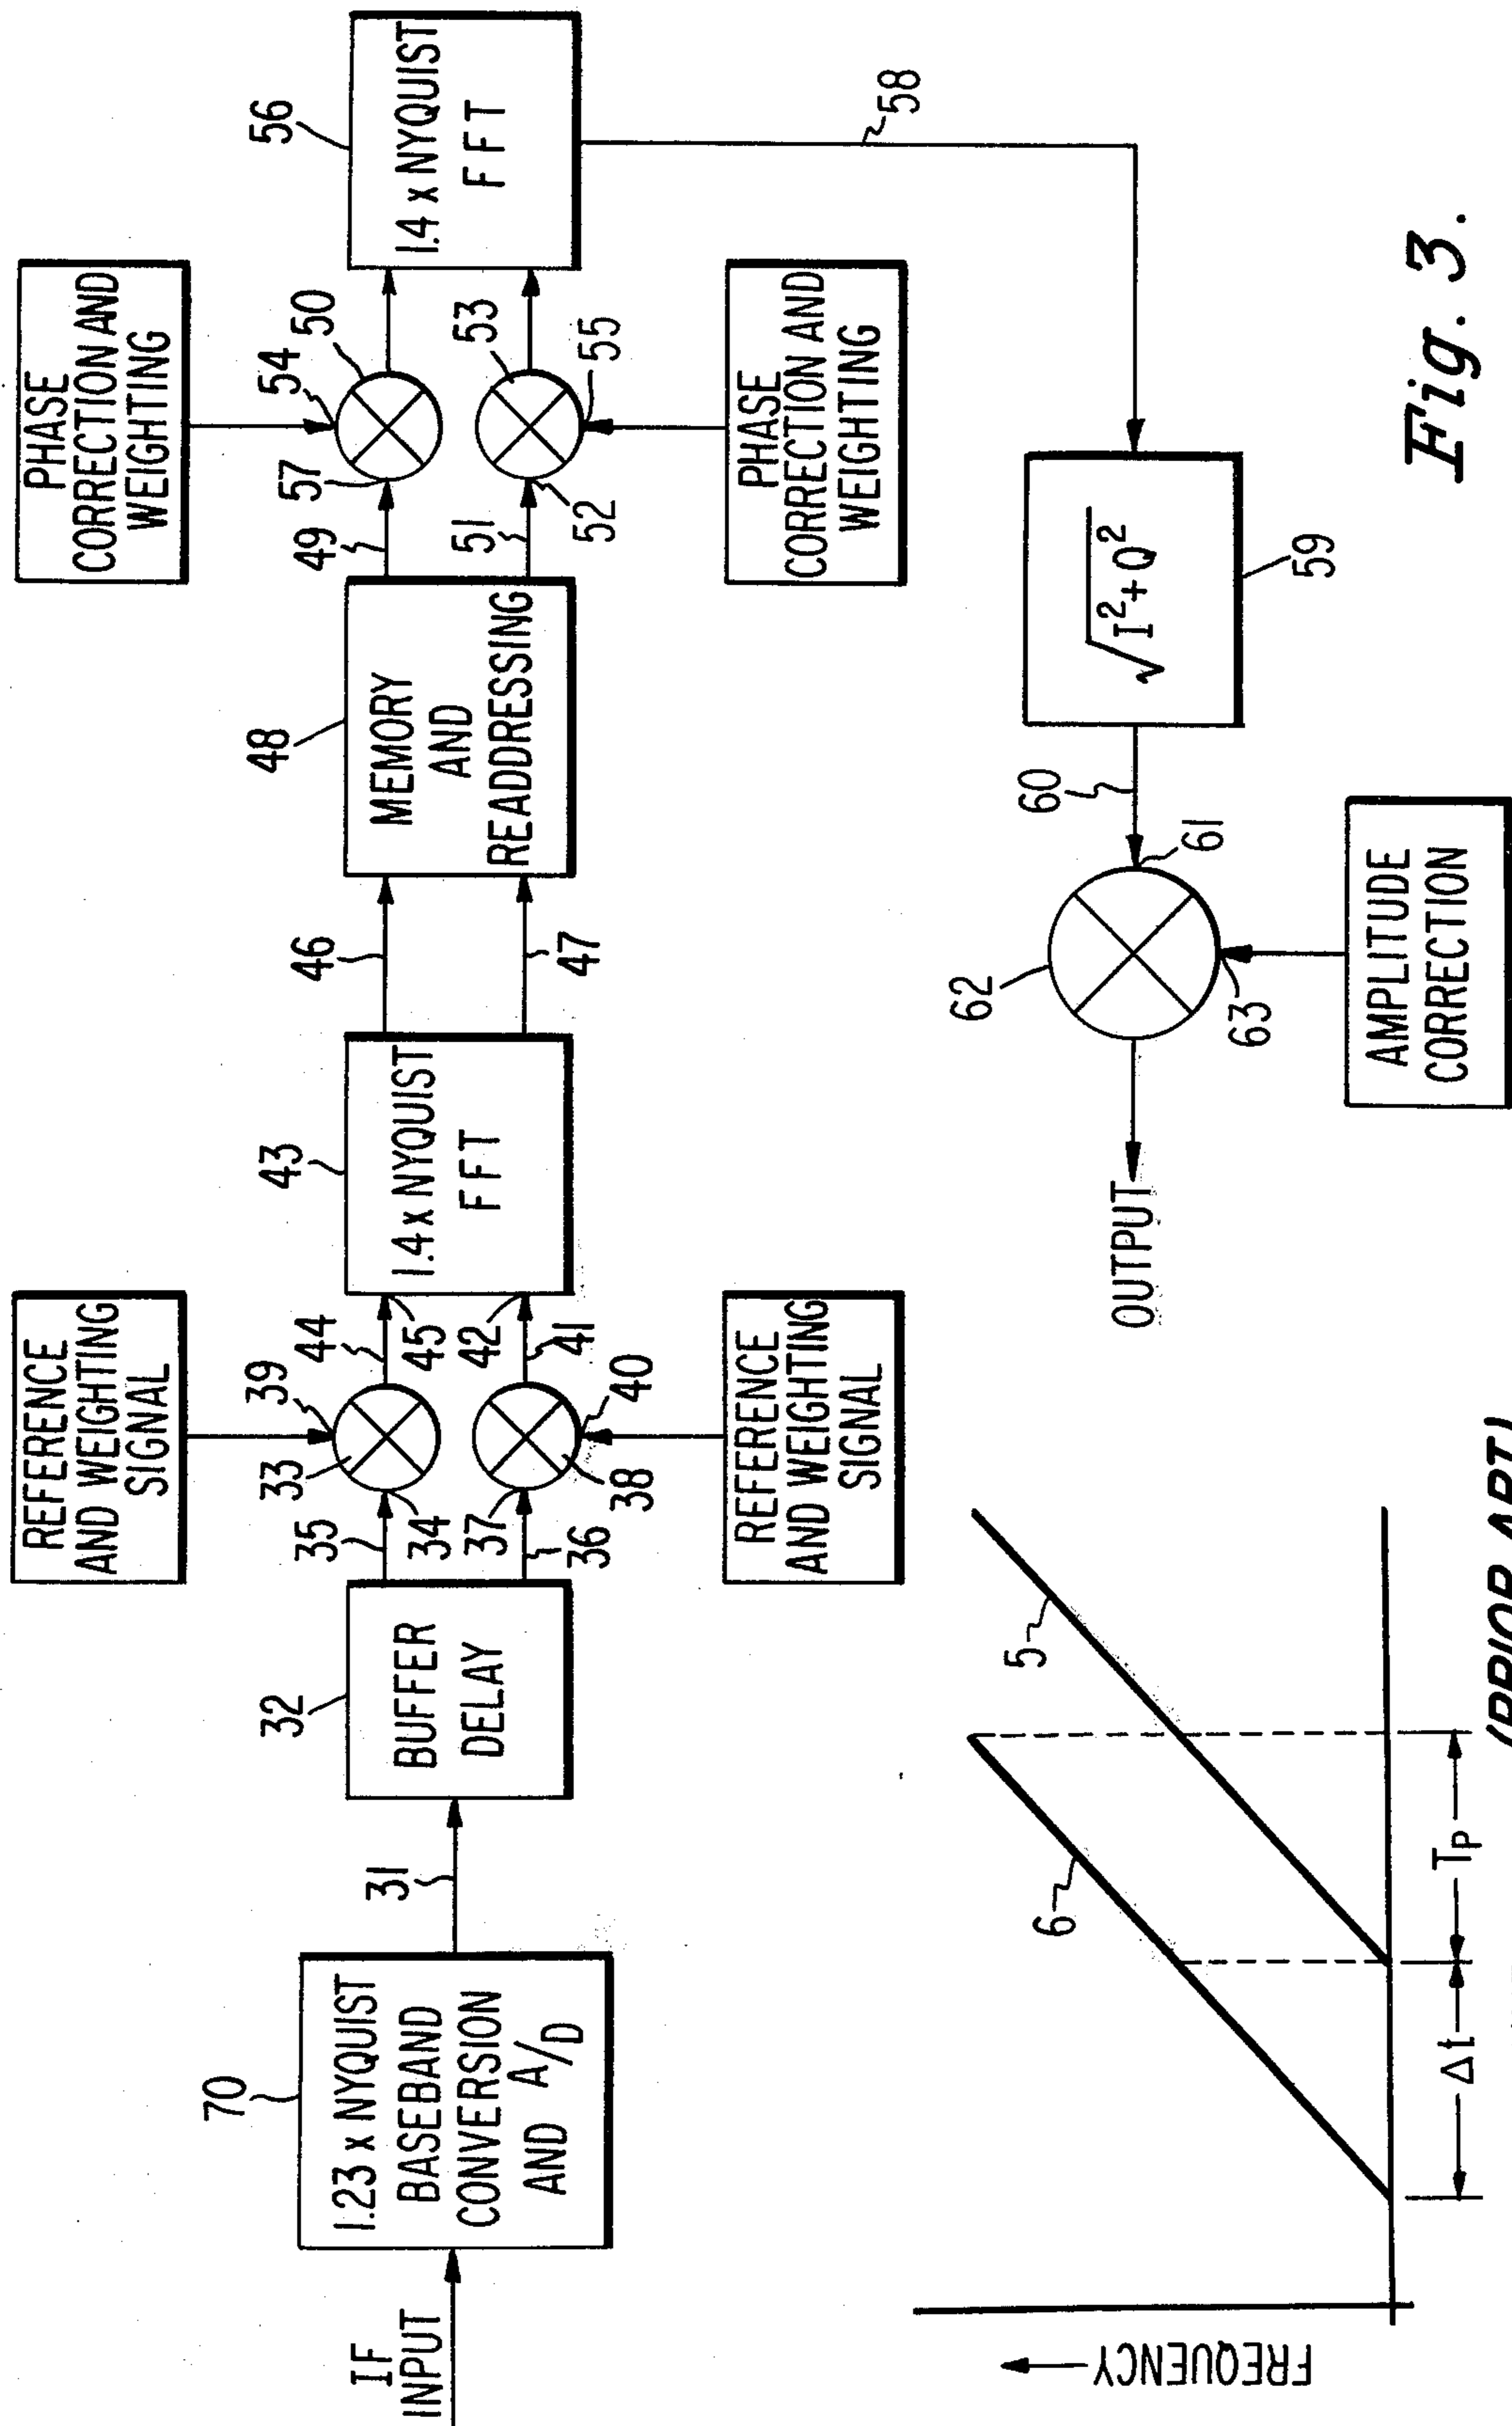 IF
INPUT
70
1.23 x NYQUIST
BASEBAND
CONVERSION
AND A/D
31
32
BUFFER
DELAY
35
34
37
36
REFERENCE
AND WEIGHTING
SIGNAL
33
39
38
40
REFERENCE
AND WEIGHTING
SIGNAL
44
45
42
41
43
1.4 x NYQUIST
FFT
46
47
48
MEMORY
AND
READDRESSING
49
57
51
52
PHASE
CORRECTION AND
WEIGHTING
54
50
53
55
PHASE
CORRECTION AND
WEIGHTING
56
1.4 x NYQUIST
FFT
58
√I²+Q²
59
60
61
62
63
AMPLITUDE
CORRECTION
OUTPUT
Fig. 3.
FREQUENCY
6
5
Δt
TP
(PRIOR ART)